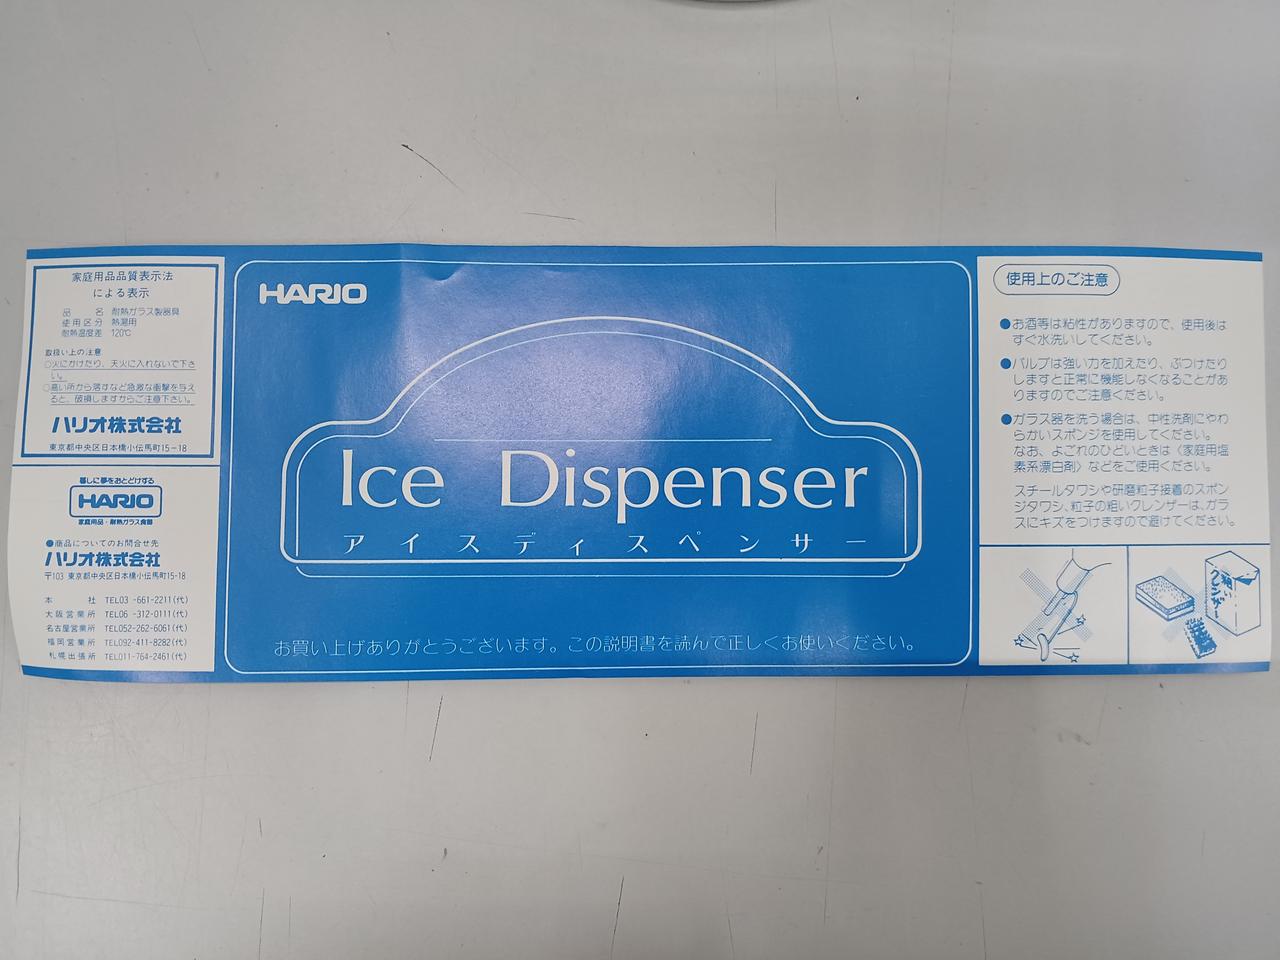 家庭用品品質表示法
による表示
品　　名　耐熱ガラス製器具
使用区分　熱湯用
耐熱温度差　120℃
取扱い上の注意
○火にかけたり、天火に入れないで下さ
い。
○高い所から落すなど急激な衝撃を与え
ると、破損しますからご注意下さい。
ハリオ株式会社
東京都中央区日本橋小伝馬町15-18
暮しに夢をおとどけする
HARIO
家庭用品・耐熱ガラス食器
●商品についてのお問合せ先
ハリオ株式会社
〒103 東京都中央区日本橋小伝馬町15-18
本　　社　TEL03-661-2211(代)
大阪営業所　TEL06-312-0111(代)
名古屋営業所　TEL052-262-6061(代)
福岡営業所　TEL092-411-8282(代)
札幌出張所　TEL011-764-2461(代)
HARIO
Ice Dispenser
アイスディスペンサー
お買い上げありがとうございます。この説明書を読んで正しくお使いください。
使用上のご注意
●お酒等は粘性がありますので、使用後は
すぐ水洗いしてください。
●バルブは強い力を加えたり、ぶつけたり
しますと正常に機能しなくなることがあ
りますのでご注意ください。
●ガラス器を洗う場合は、中性洗剤にやわ
らかいスポンジを使用してください。
なお、よごれのひどいときは〈家庭用塩
素系漂白剤〉などをご使用ください。
スチールタワシや研磨粒子接着のスポン
ジタワシ、粒子の粗いクレンザーは、ガラ
スにキズをつけますので避けてください。
粗い
クレンザー